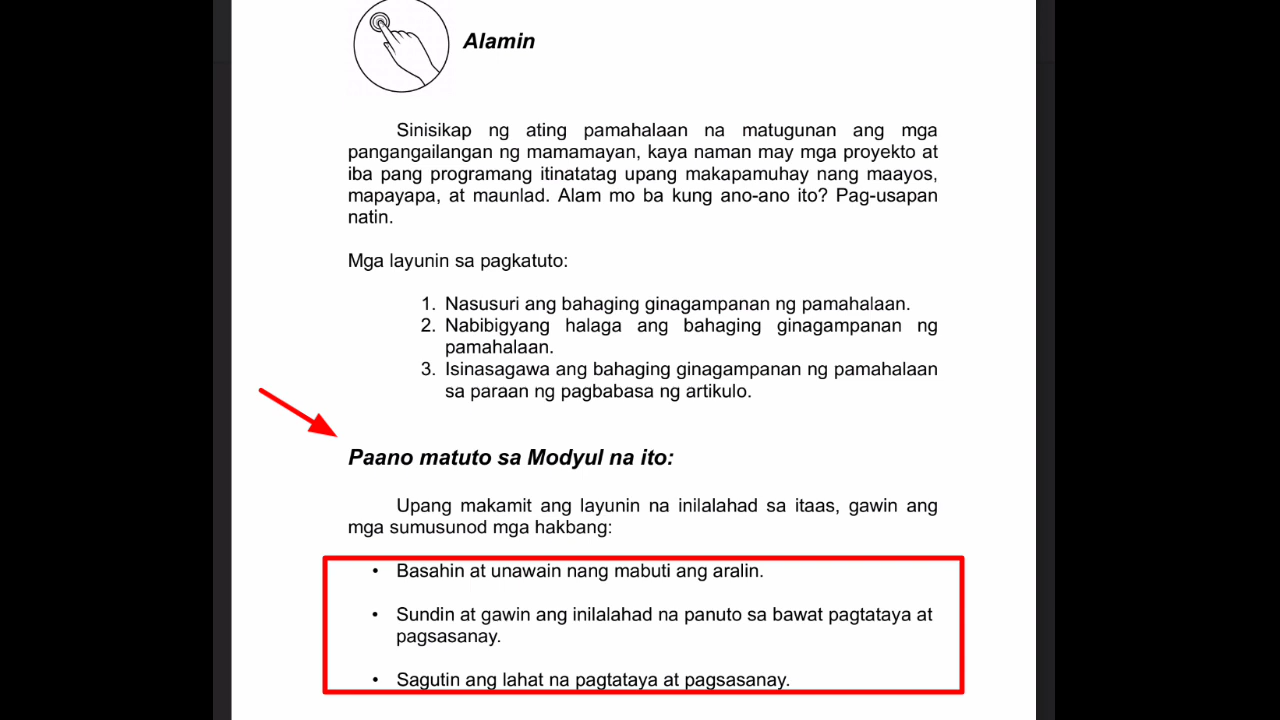 Alamin
Sinisikap ng ating pamahalaan na matugunan ang mga
pangangailangan ng mamamayan, kaya naman may mga proyekto at
iba pang programang itinatatag upang makapamuhay nang maayos,
mapayapa, at maunlad. Alam mo ba kung ano-ano ito? Pag-usapan
natin.
Mga layunin sa pagkatuto:
1. Nasusuri ang bahaging ginagampanan ng pamahalaan.
2. Nabibigyang halaga ang bahaging ginagampanan ng
pamahalaan.
3. Isinasagawa ang bahaging ginagampanan ng pamahalaan
sa paraan ng pagbabasa ng artikulo.
Paano matuto sa Modyul na ito:
Upang makamit ang layunin na inilalahad sa itaas, gawin ang
mga sumusunod mga hakbang:
• Basahin at unawain nang mabuti ang aralin.
• Sundin at gawin ang inilalahad na panuto sa bawat pagtataya at
pagsasanay.
• Sagutin ang lahat na pagtataya at pagsasanay.